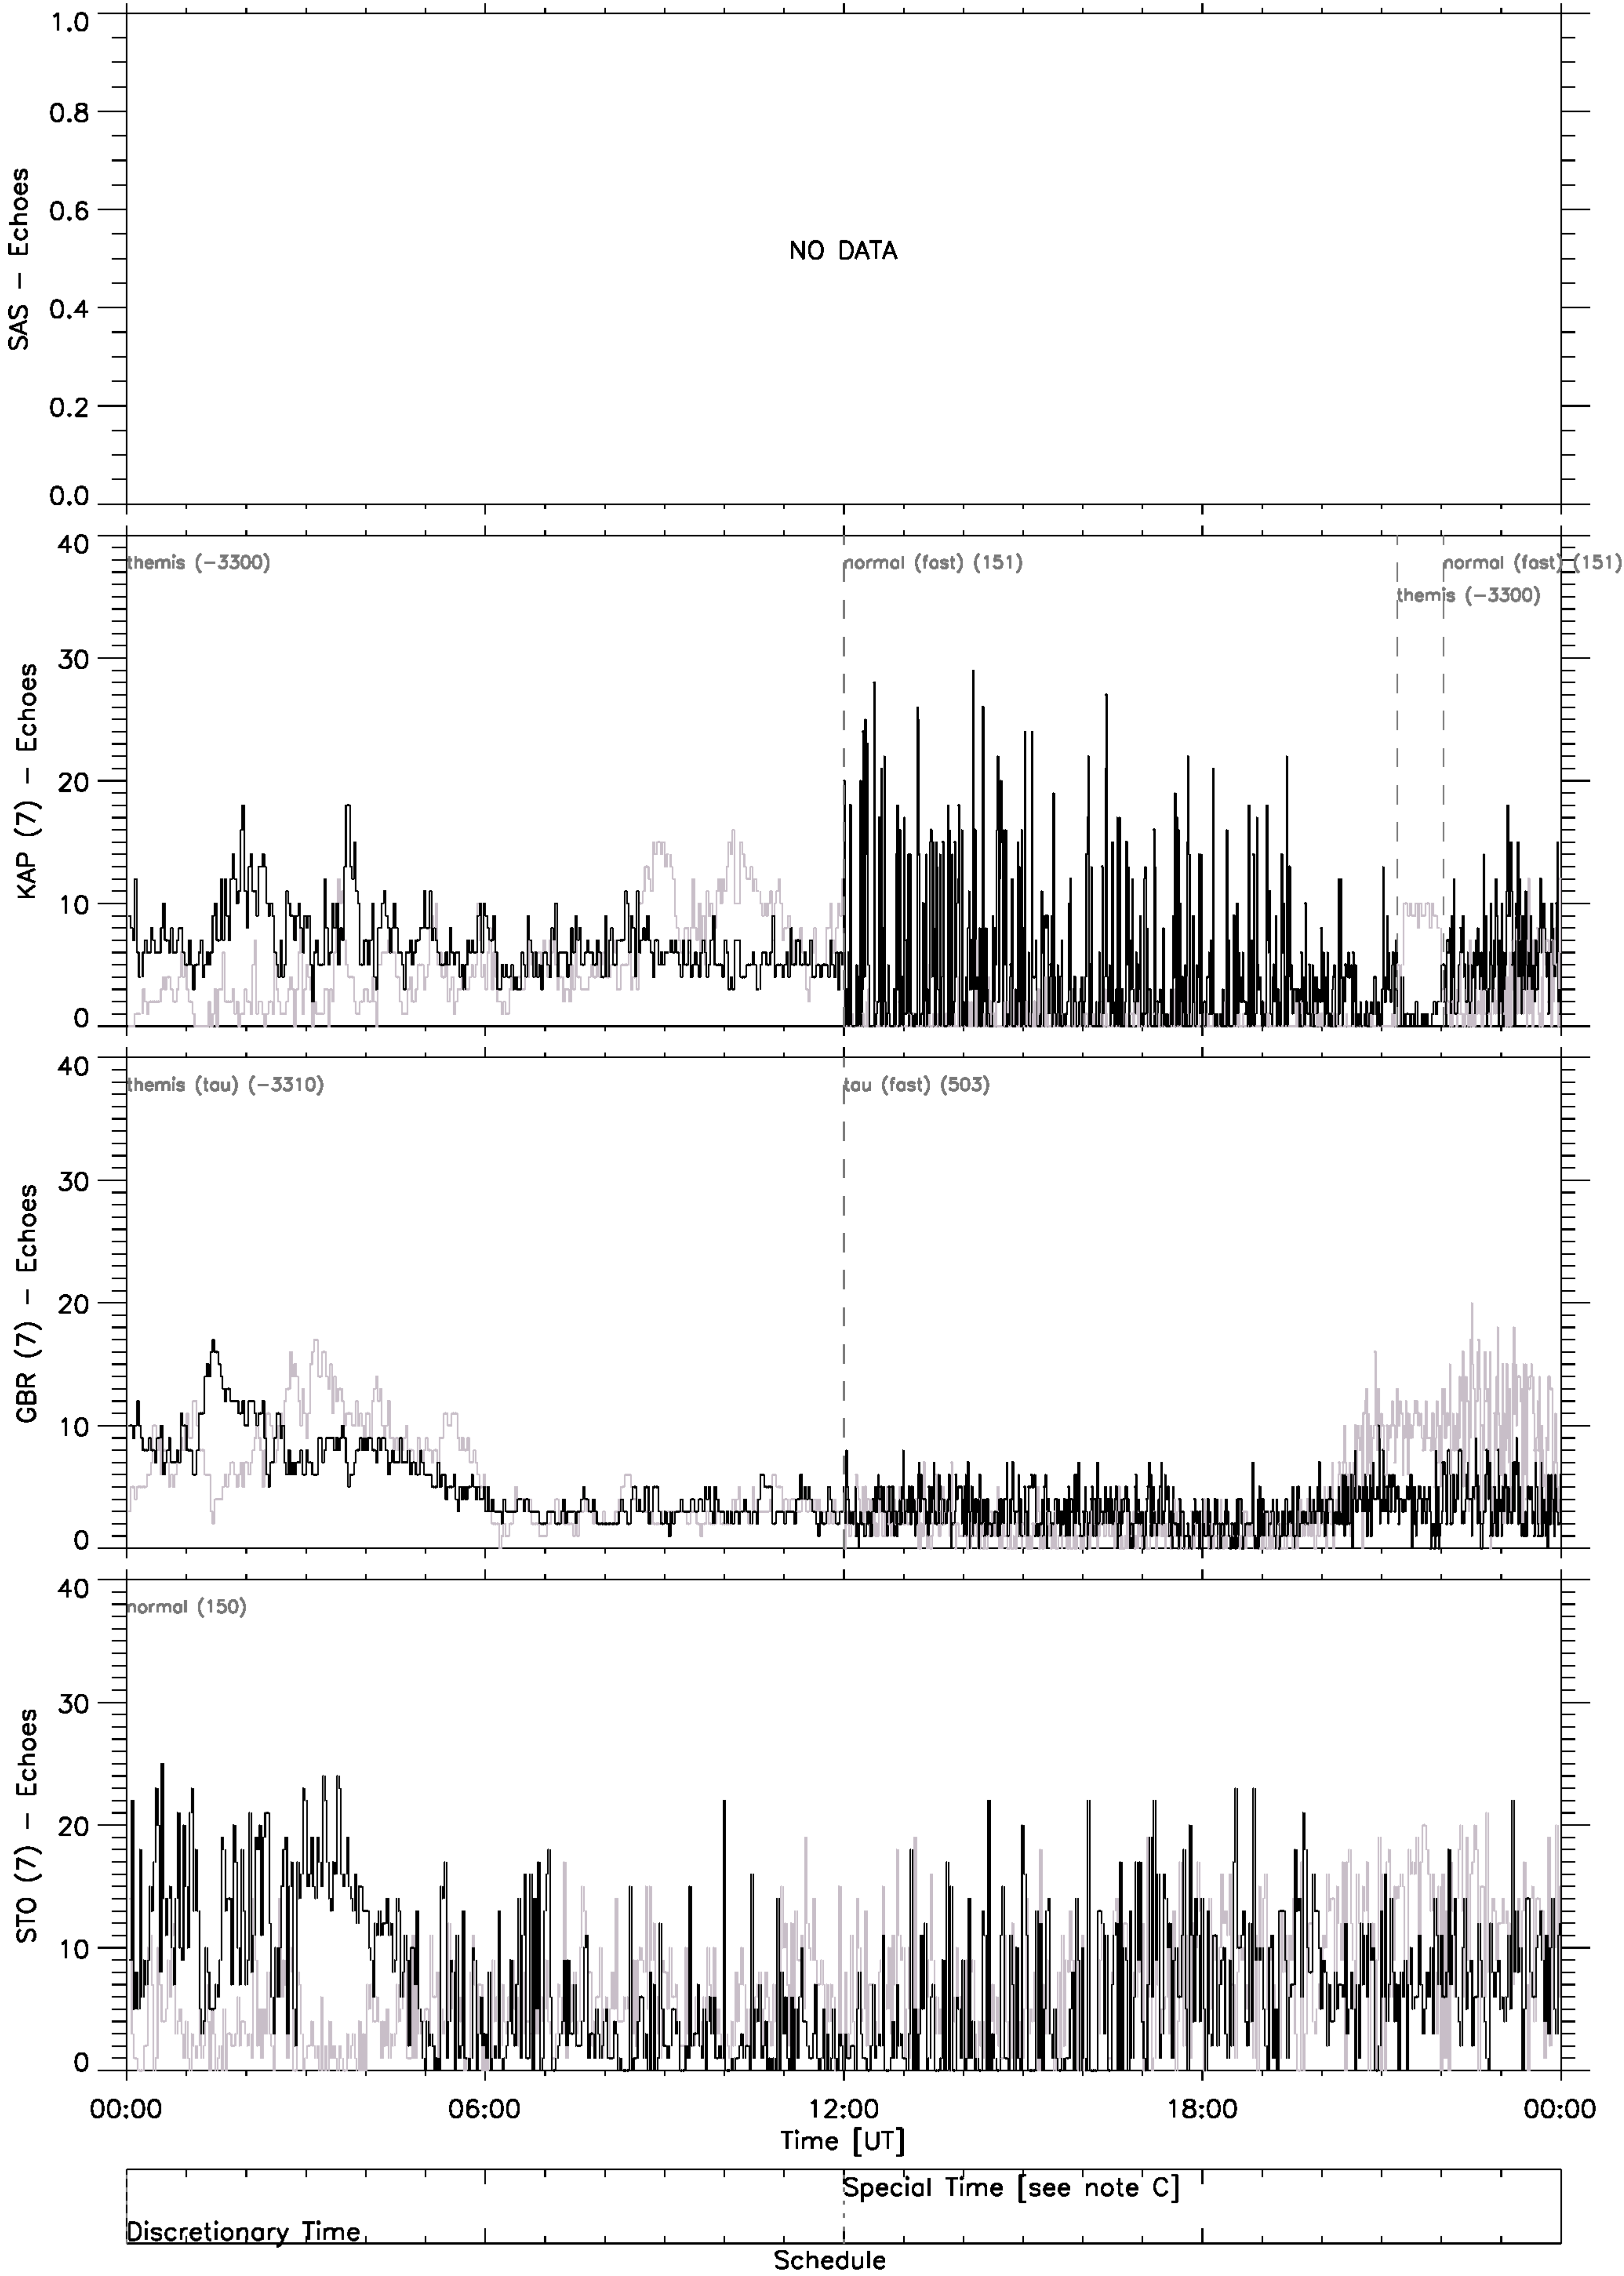 1.0
0.8
0.6
0.4
0.2
0.0
SAS - Echoes
NO DATA
40
30
20
10
0
KAP (7) - Echoes
themis (-3300)
normal (fast) (151)
normal (fast) (151)
themis (-3300)
40
30
20
10
0
GBR (7) - Echoes
themis (tau) (-3310)
tau (fast) (503)
40
30
20
10
0
STO (7) - Echoes
normal (150)
00:00 06:00 12:00 18:00 00:00
Time [UT]
Special Time [see note C]
Discretionary Time
Schedule